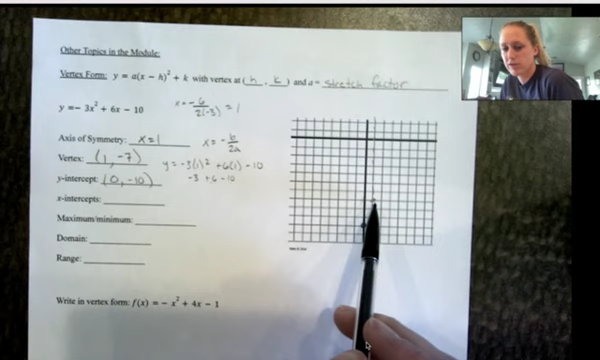 Other Topics in the Module:
Vertex Form: y = a(x − h)² + k with vertex at ( h , k ) and a = stretch factor
y = − 3x² + 6x − 10
x = -6/2(-3) = 1
Axis of Symmetry: x=1
x = -b/2a
Vertex: (1, -7)
y = -3(1)² + 6(1) - 10
y-intercept: (0, -10)
-3 + 6 - 10
x-intercepts:
Maximum/minimum:
Domain:
Range:
Write in vertex form: f(x) = − x² + 4x − 1